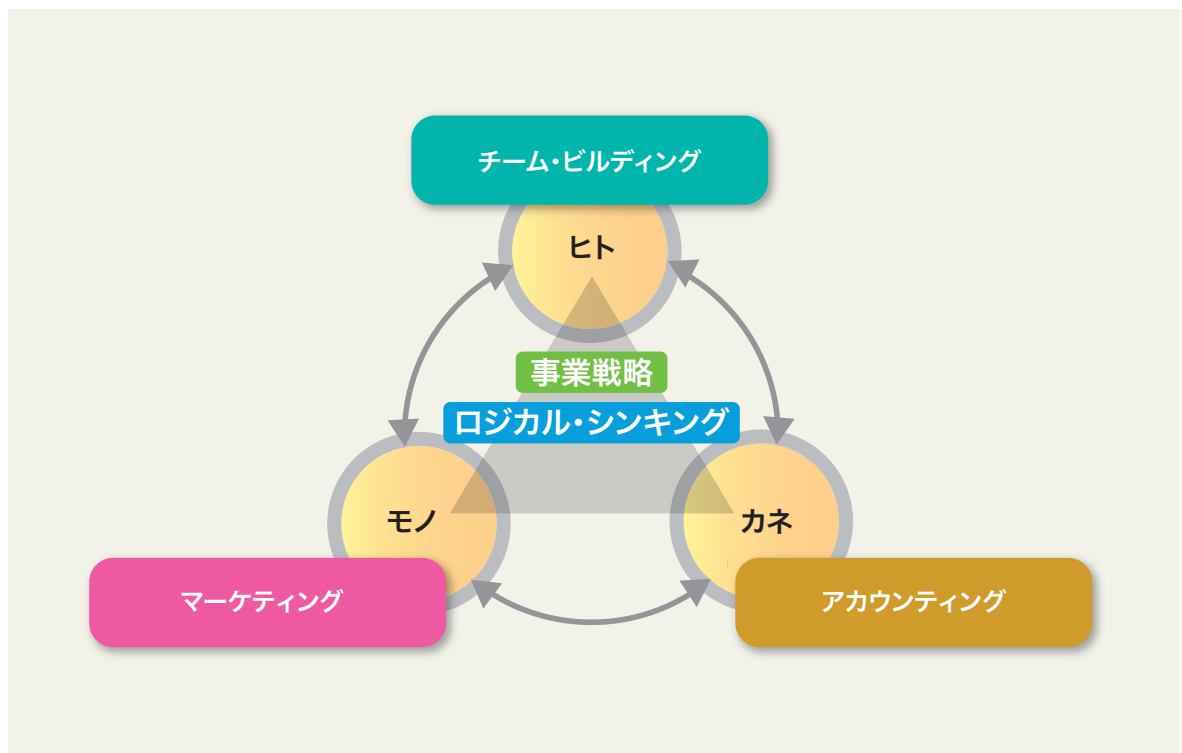 チーム・ビルディング
ヒト
事業戦略
ロジカル・シンキング
モノ
カネ
マーケティング
アカウンティング